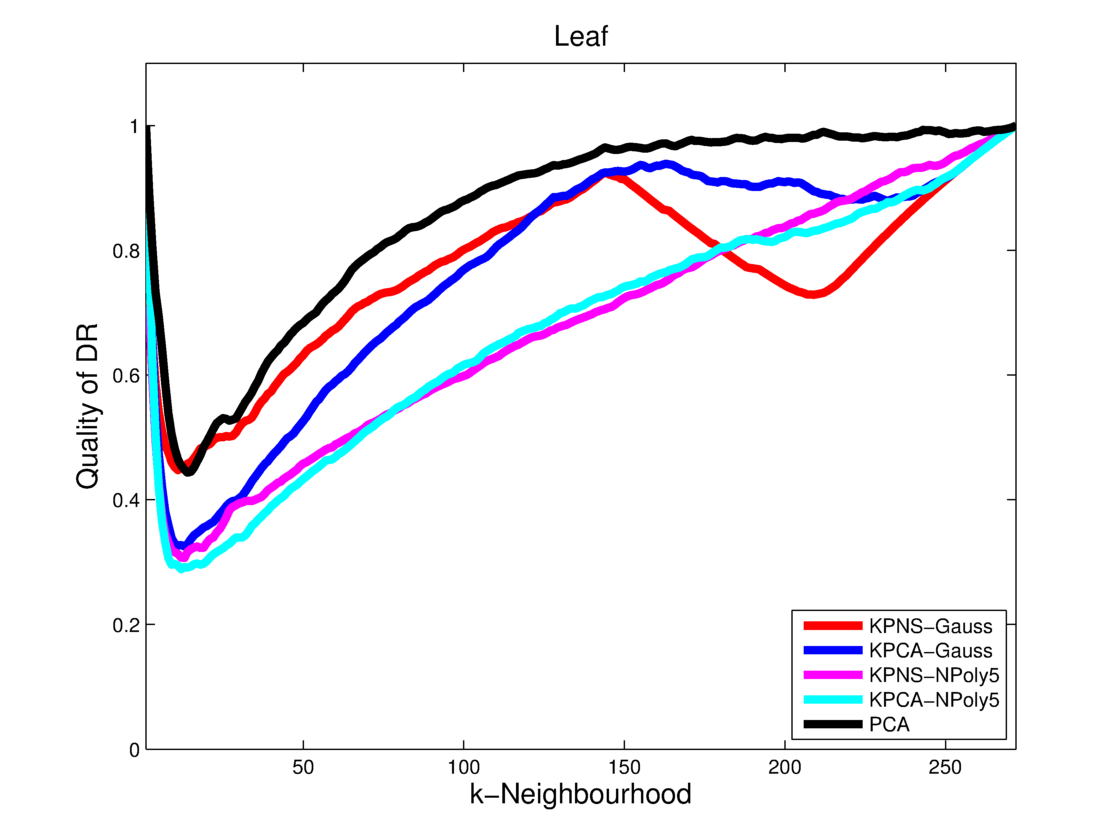 Leaf
Quality of DR
1
0.8
0.6
0.4
0.2
0
50
100
150
200
250
k−Neighbourhood
KPNS−Gauss
KPCA−Gauss
KPNS−NPoly5
KPCA−NPoly5
PCA